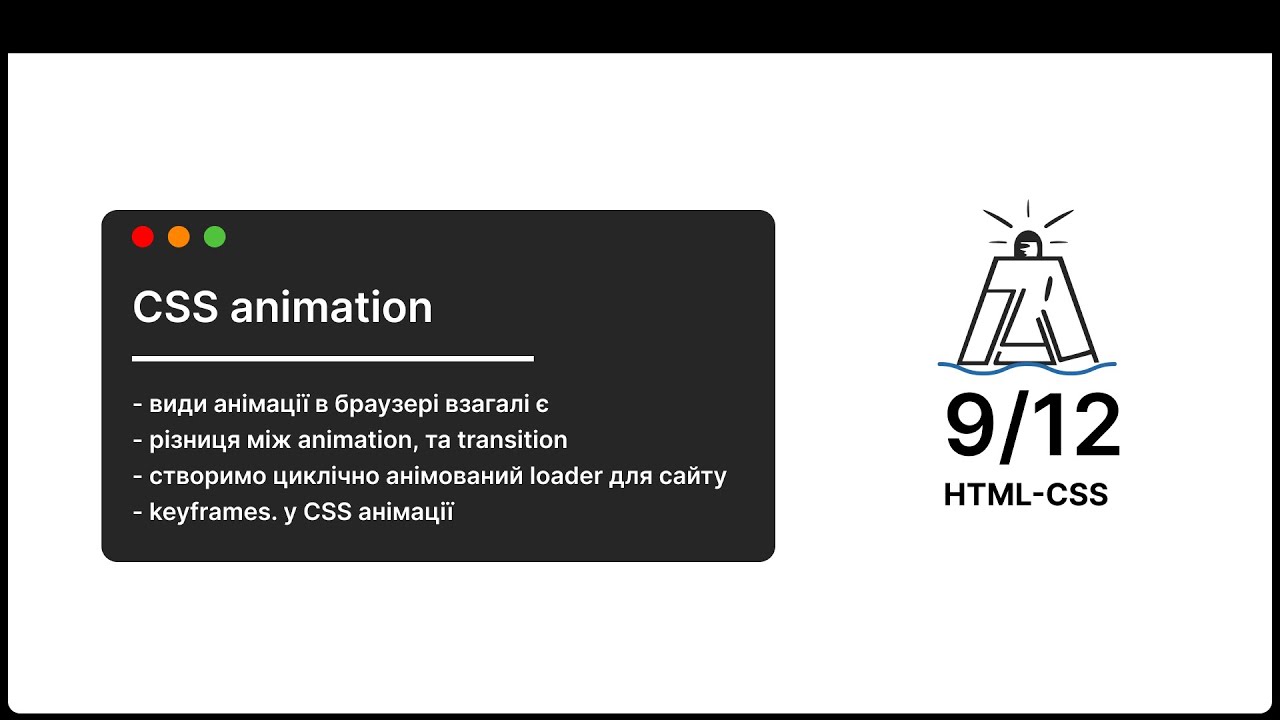 CSS animation
- види анімації в браузері взагалі є
- різниця між animation, та transition
- створимо циклічно анімований loader для сайту
- keyframes. у CSS анімації
9/12
HTML-CSS